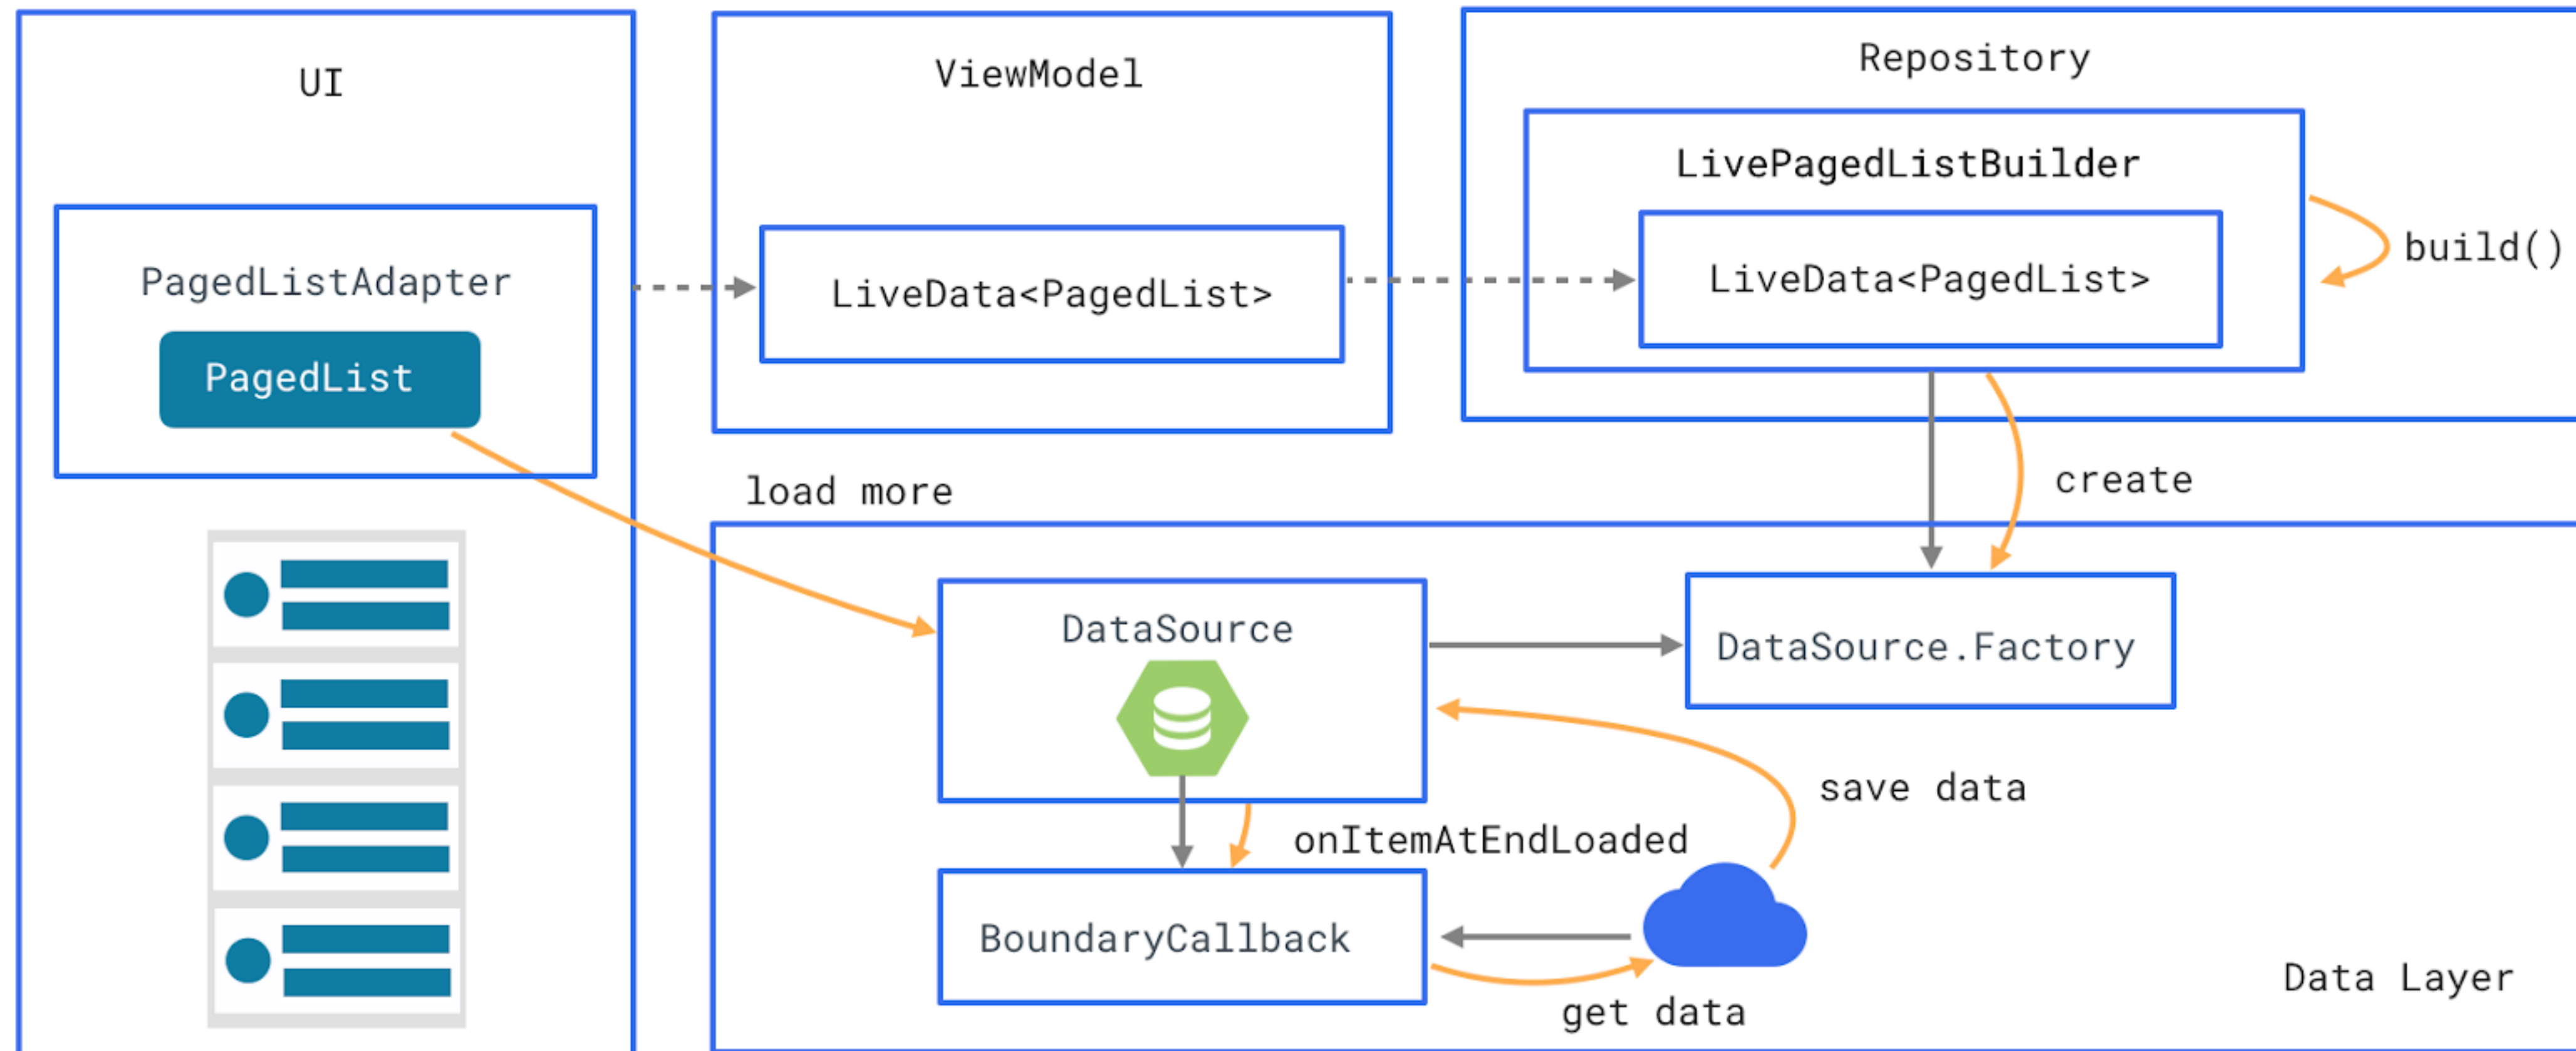 UI
PagedListAdapter
PagedList
ViewModel
LiveData<PagedList>
Repository
LivePagedListBuilder
LiveData<PagedList>
build()
load more
create
DataSource
DataSource.Factory
save data
onItemAtEndLoaded
BoundaryCallback
get data
Data Layer